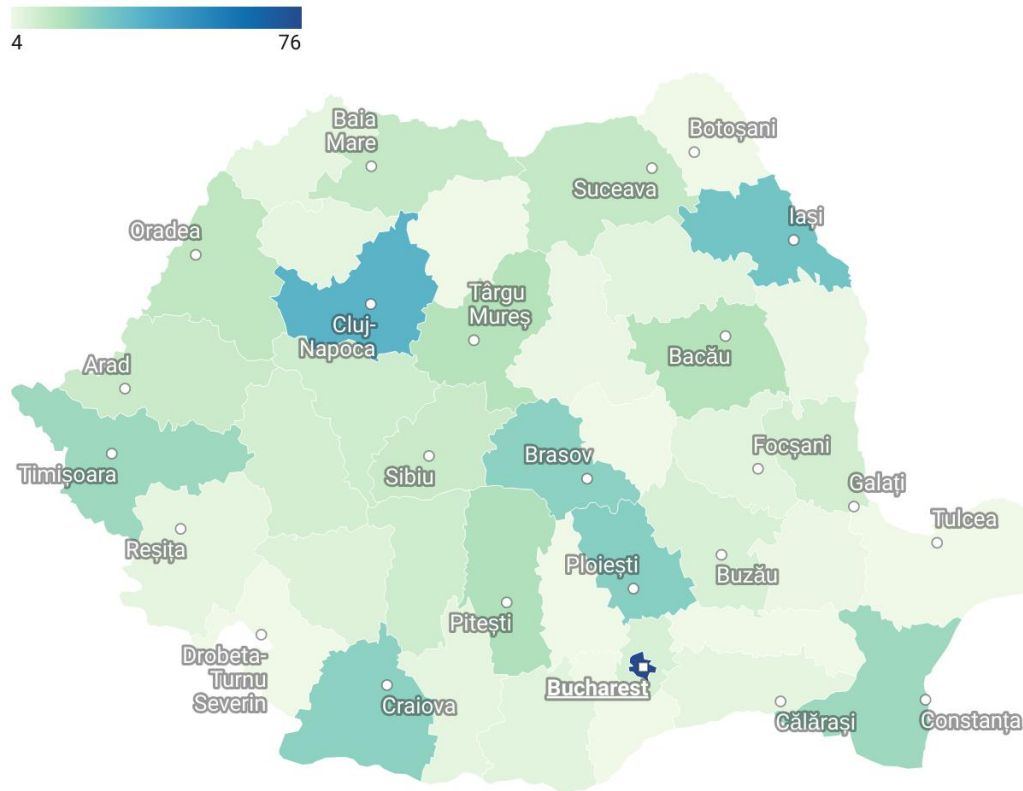 4
76
Baia
Mare
Botoșani
Suceava
Iași
Oradea
Târgu
Mureș
Cluj-
Napoca
Bacău
Arad
Timișoara
Sibiu
Brasov
Focșani
Galați
Tulcea
Reșița
Ploiești
Buzău
Pitești
Drobeta-
Turnu
Severin
Bucharest
Craiova
Călărași
Constanța